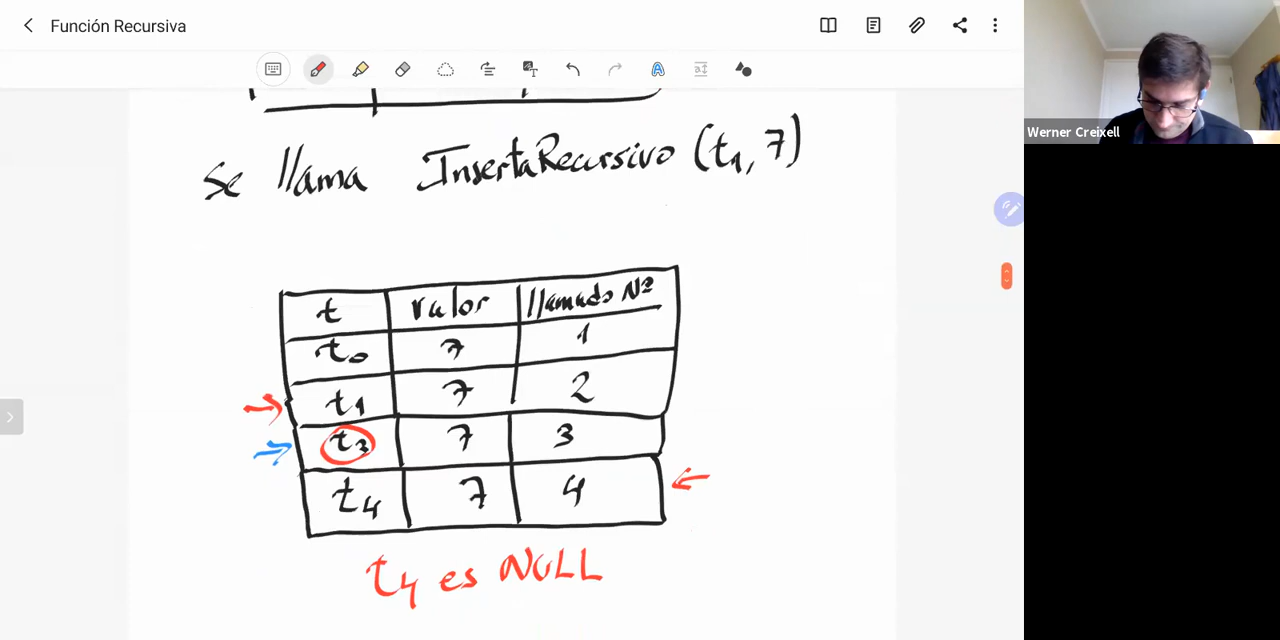 Función Recursiva
Werner Creixell
Se llama InsertaRecursivo (t1, 7)
t valor llamado Nº
t0 7 1
t1 7 2
t3 7 3
t4 7 4
t4 es NULL